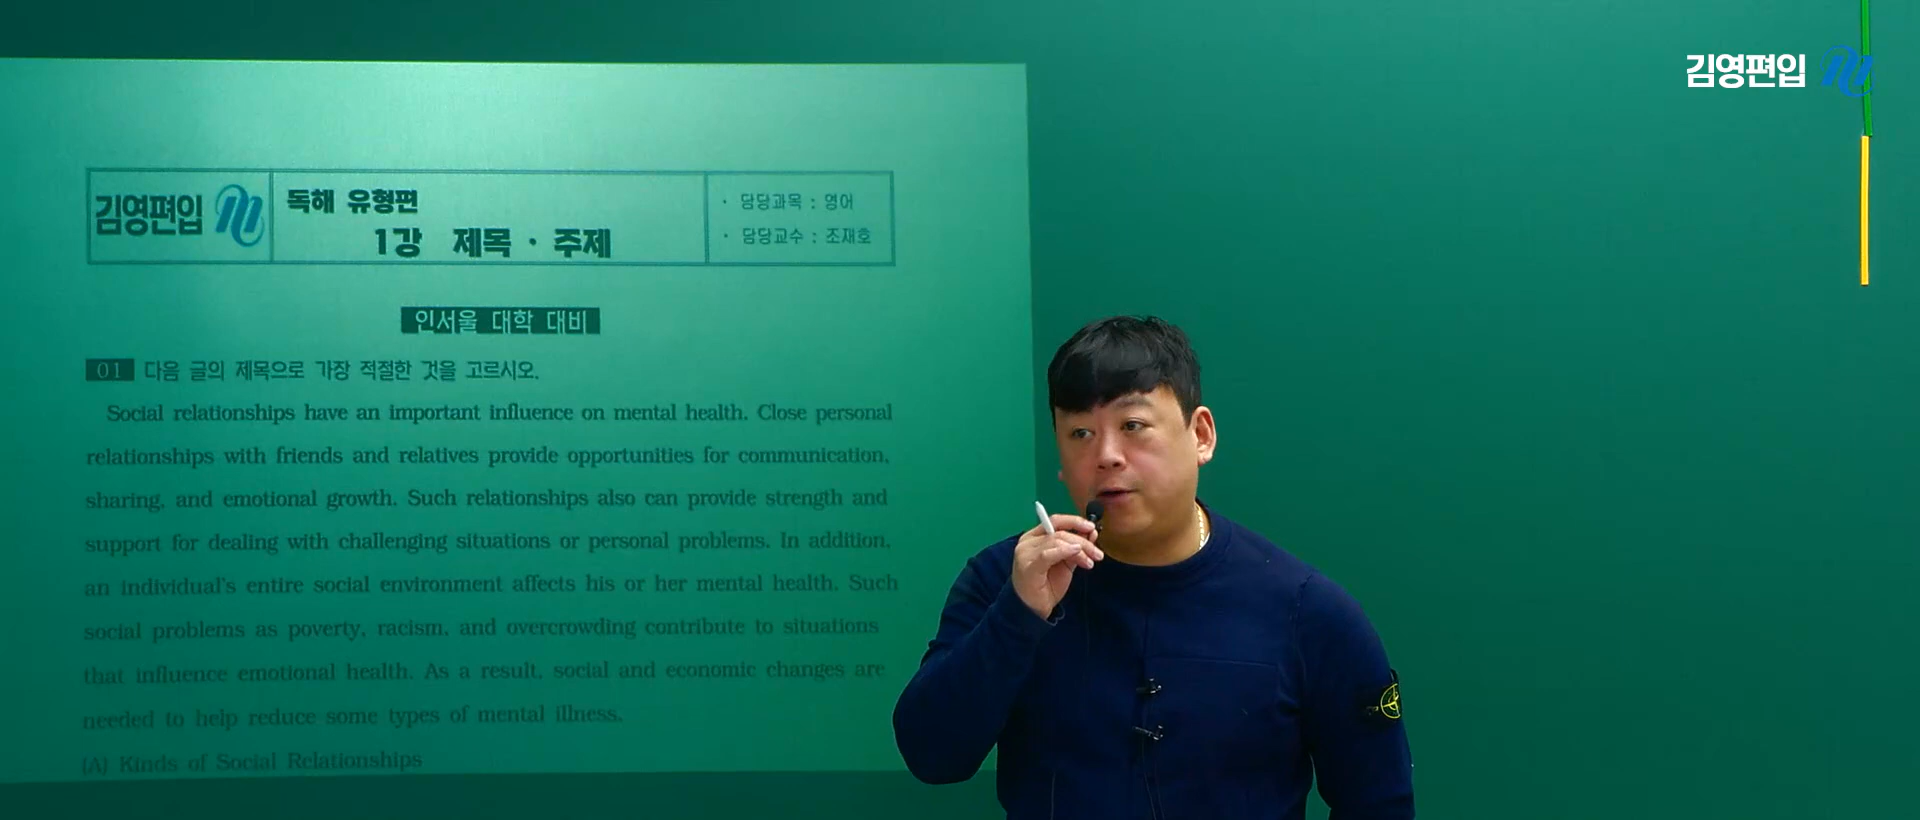 김영편입
김영편입
독해 유형편
1강 제목 · 주제
· 담당과목 : 영어
· 담당교수 : 조재호
인서울 대학 대비
01 다음 글의 제목으로 가장 적절한 것을 고르시오.
Social relationships have an important influence on mental health. Close personal
relationships with friends and relatives provide opportunities for communication,
sharing, and emotional growth. Such relationships also can provide strength and
support for dealing with challenging situations or personal problems. In addition,
an individual's entire social environment affects his or her mental health. Such
social problems as poverty, racism, and overcrowding contribute to situations
that influence emotional health. As a result, social and economic changes are
needed to help reduce some types of mental illness.
(A) Kinds of Social Relationships